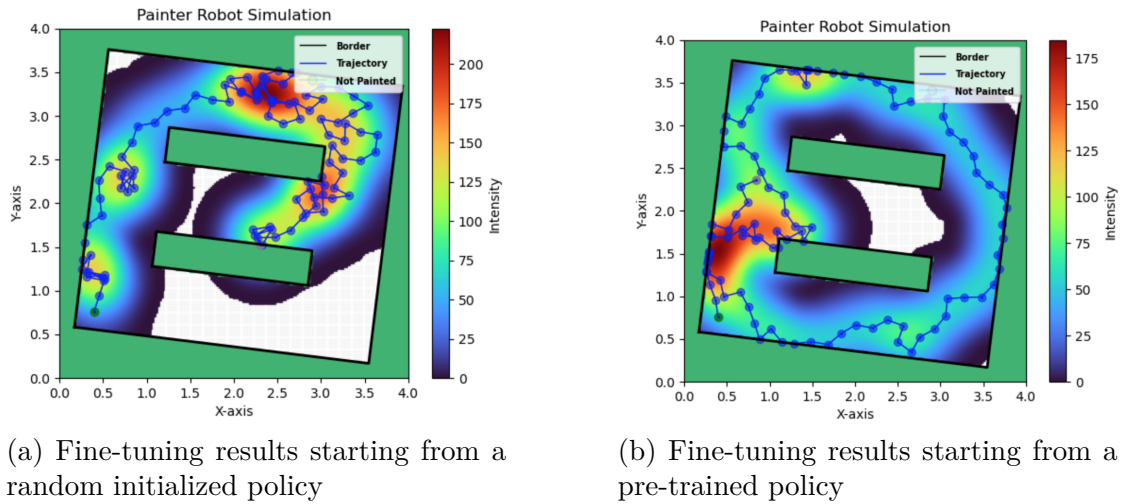 Painter Robot Simulation
4.0
3.5
3.0
2.5
2.0
1.5
1.0
0.5
0.0
Y-axis
0.0 0.5 1.0 1.5 2.0 2.5 3.0 3.5 4.0
X-axis
Border
Trajectory
Not Painted
200
175
150
125
100
75
50
25
0
Intensity
(a) Fine-tuning results starting from a
random initialized policy
Painter Robot Simulation
4.0
3.5
3.0
2.5
2.0
1.5
1.0
0.5
0.0
Y-axis
0.0 0.5 1.0 1.5 2.0 2.5 3.0 3.5 4.0
X-axis
Border
Trajectory
Not Painted
175
150
125
100
75
50
25
0
Intensity
(b) Fine-tuning results starting from a
pre-trained policy